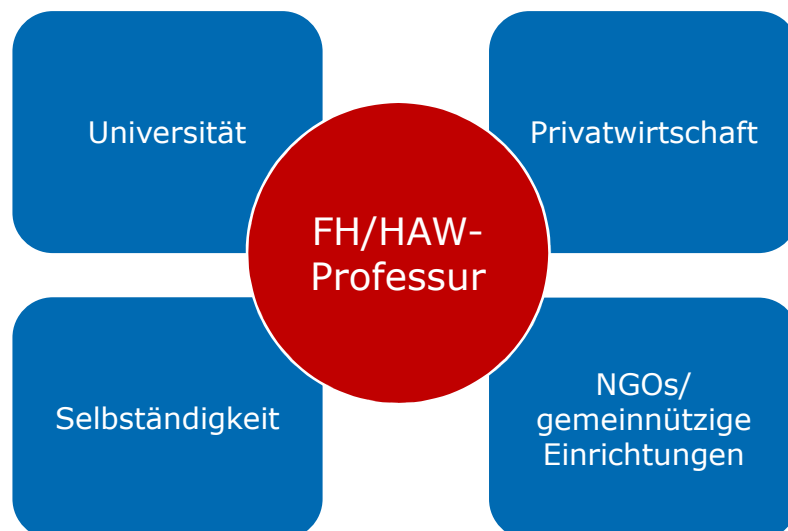 Universität
Privatwirtschaft
FH/HAW-
Professur
Selbständigkeit
NGOs/
gemeinnützige
Einrichtungen